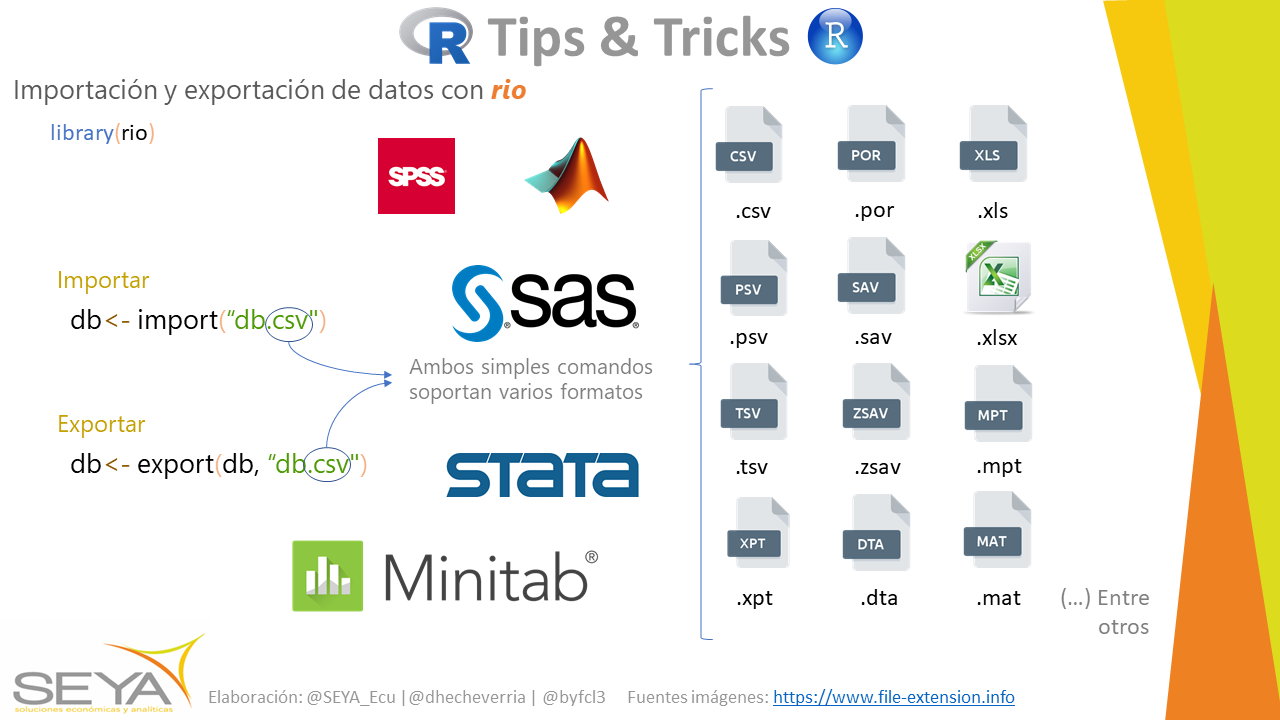 R Tips & Tricks R
Importación y exportación de datos con rio
library(rio)
SPSS
Importar
db<- import(“db.csv")
sas
Ambos simples comandos
soportan varios formatos
Exportar
db<- export(db, “db.csv")
STATA
Minitab®
CSV POR XLS
.csv .por .xls
PSV SAV XLSX
.psv .sav .xlsx
TSV ZSAV MPT
.tsv .zsav .mpt
XPT DTA MAT
.xpt .dta .mat
(...) Entre
otros
SEYA
soluciones económicas y analíticas
Elaboración: @SEYA_Ecu |@dhecheverria | @byfcl3 Fuentes imágenes: https://www.file-extension.info